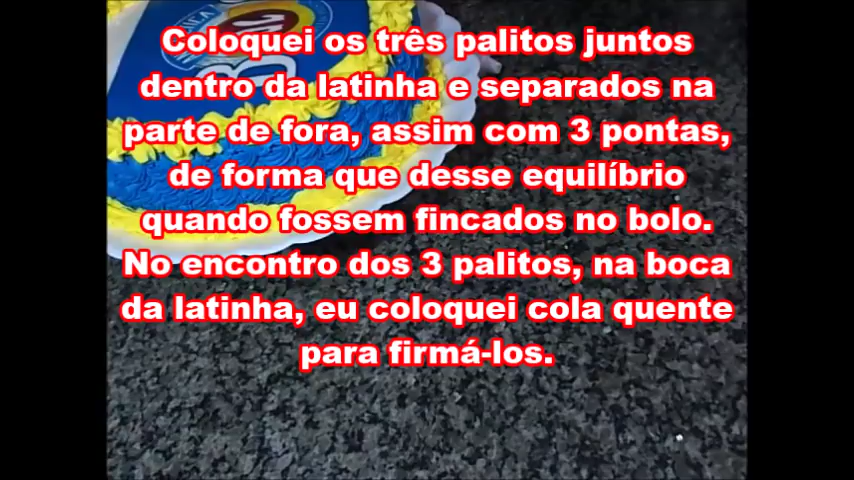 Coloquei os três palitos juntos
dentro da latinha e separados na
parte de fora, assim com 3 pontas,
de forma que desse equilíbrio
quando fossem fincados no bolo.
No encontro dos 3 palitos, na boca
da latinha, eu coloquei cola quente
para firmá-los.